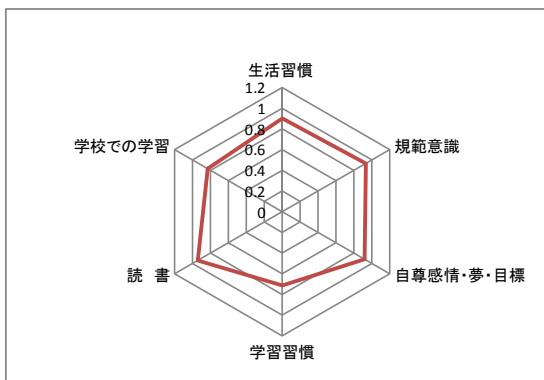 生活習慣
1.2
1
0.8
0.6
0.4
0.2
0
規範意識
自尊感情・夢・目標
学習習慣
読　書
学校での学習